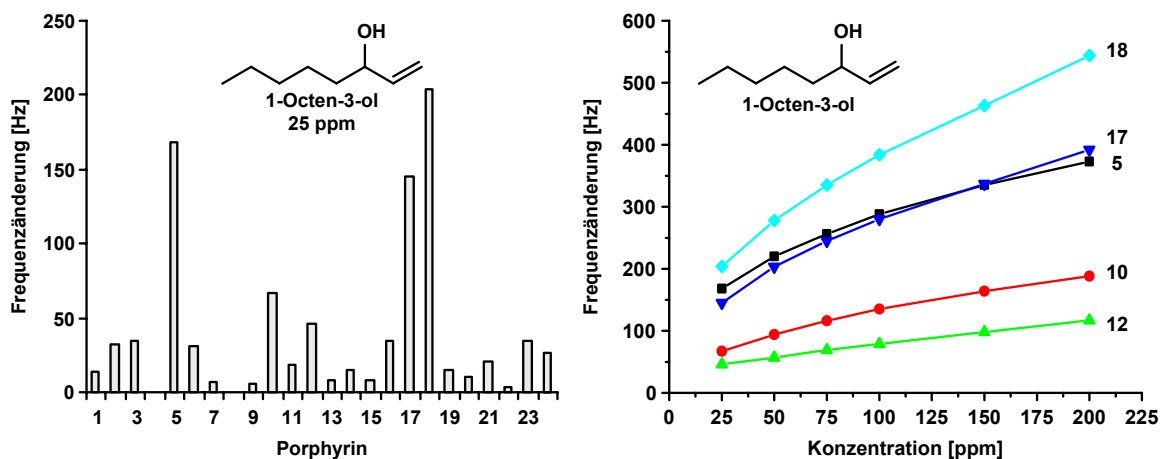 250
200
150
100
50
0
Frequenzänderung [Hz]
OH
1-Octen-3-ol
25 ppm
1 3 5 7 9 11 13 15 17 19 21 23
Porphyrin
600
500
400
300
200
100
0
Frequenzänderung [Hz]
OH
1-Octen-3-ol
18
17
5
10
12
0 25 50 75 100 125 150 175 200 225
Konzentration [ppm]